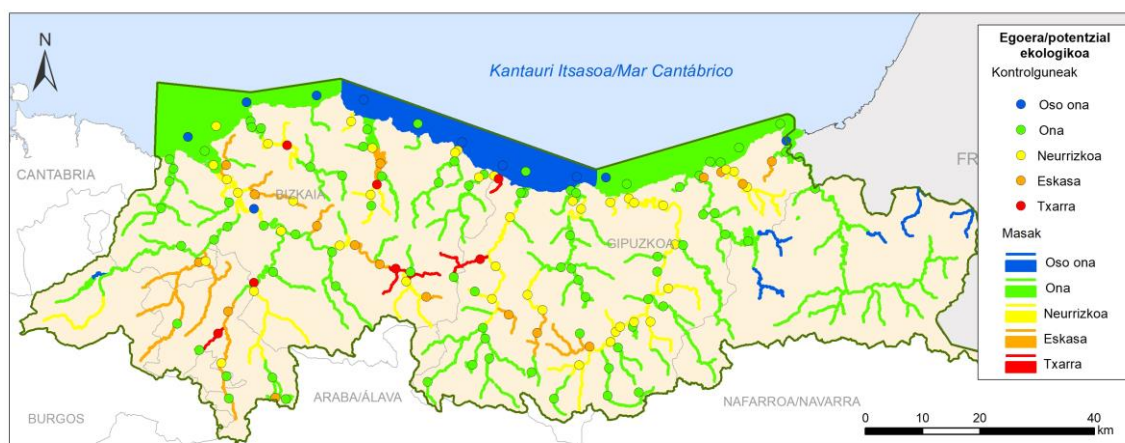 N
Kantauri Itsasoa/Mar Cantábrico
CANTABRIA
BIZKAIA
GIPUZKOA
FR
BURGOS
ARABA/ÁLAVA
NAFARROA/NAVARRA
Egoera/potentzial
ekologikoa
Kontrolguneak
Oso ona
Ona
Neurrizkoa
Eskasa
Txarra
Masak
Oso ona
Ona
Neurrizkoa
Eskasa
Txarra
0 10 20 40
km